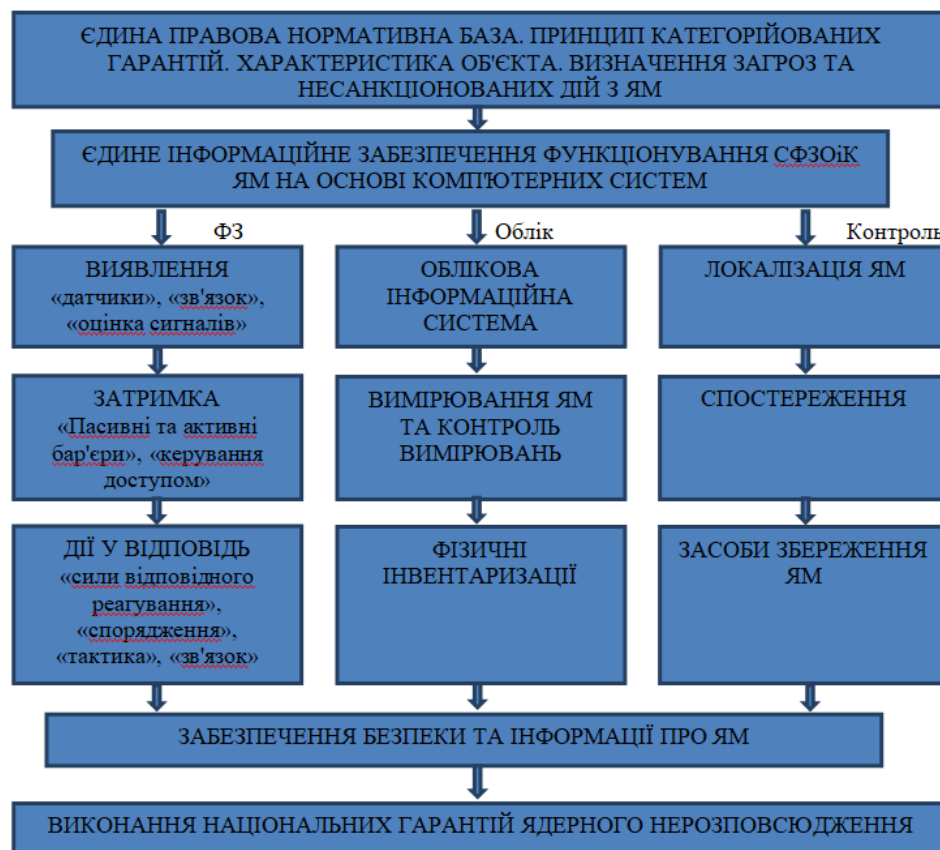 ЄДИНА ПРАВОВА НОРМАТИВНА БАЗА. ПРИНЦИП КАТЕГОРІЙОВАНИХ
ГАРАНТІЙ. ХАРАКТЕРИСТИКА ОБ'ЄКТА. ВИЗНАЧЕННЯ ЗАГРОЗ ТА
НЕСАНКЦІОНОВАНИХ ДІЙ З ЯМ
ЄДИНЕ ІНФОРМАЦІЙНЕ ЗАБЕЗПЕЧЕННЯ ФУНКЦІОНУВАННЯ СФЗОіК
ЯМ НА ОСНОВІ КОМП'ЮТЕРНИХ СИСТЕМ
ФЗ
ВИЯВЛЕННЯ
«датчики», «зв'язок»,
«оцінка сигналів»
ЗАТРИМКА
«Пасивні та активні
бар'єри», «керування
доступом»
ДІЇ У ВІДПОВІДЬ
«сили відповідного
реагування»,
«спорядження»,
«тактика», «зв'язок»
Облік
ОБЛІКОВА
ІНФОРМАЦІЙНА
СИСТЕМА
ВИМІРЮВАННЯ ЯМ
ТА КОНТРОЛЬ
ВИМІРЮВАНЬ
ФІЗИЧНІ
ІНВЕНТАРИЗАЦІЇ
Контроль
ЛОКАЛІЗАЦІЯ ЯМ
СПОСТЕРЕЖЕННЯ
ЗАСОБИ ЗБЕРЕЖЕННЯ
ЯМ
ЗАБЕЗПЕЧЕННЯ БЕЗПЕКИ ТА ІНФОРМАЦІЇ ПРО ЯМ
ВИКОНАННЯ НАЦІОНАЛЬНИХ ГАРАНТІЙ ЯДЕРНОГО НЕРОЗПОВСЮДЖЕННЯ